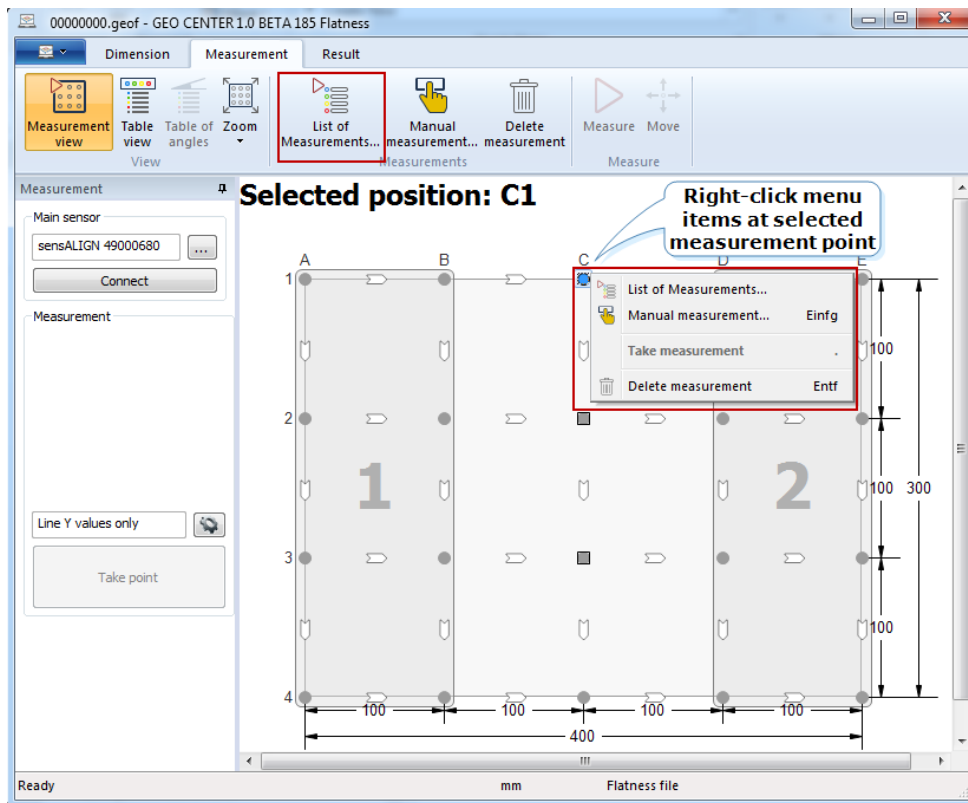 00000000.geof - GEO CENTER 1.0 BETA 185 Flatness
Dimension Measurement Result
Measurement view
Table view
Table of angles
Zoom
List of Measurements...
Manual measurement...
Delete measurement
Measure Move
View Measurements Measure
Measurement
Main sensor
sensALIGN 49000680 ...
Connect
Measurement
Line Y values only
Take point
Selected position: C1
Right-click menu
items at selected
measurement point
A B C D E
1
List of Measurements...
Manual measurement... Einfg
Take measurement .
Delete measurement Entf
100
2
1 2
100 300
3
100
4
100 100 100 100
400
Ready mm Flatness file